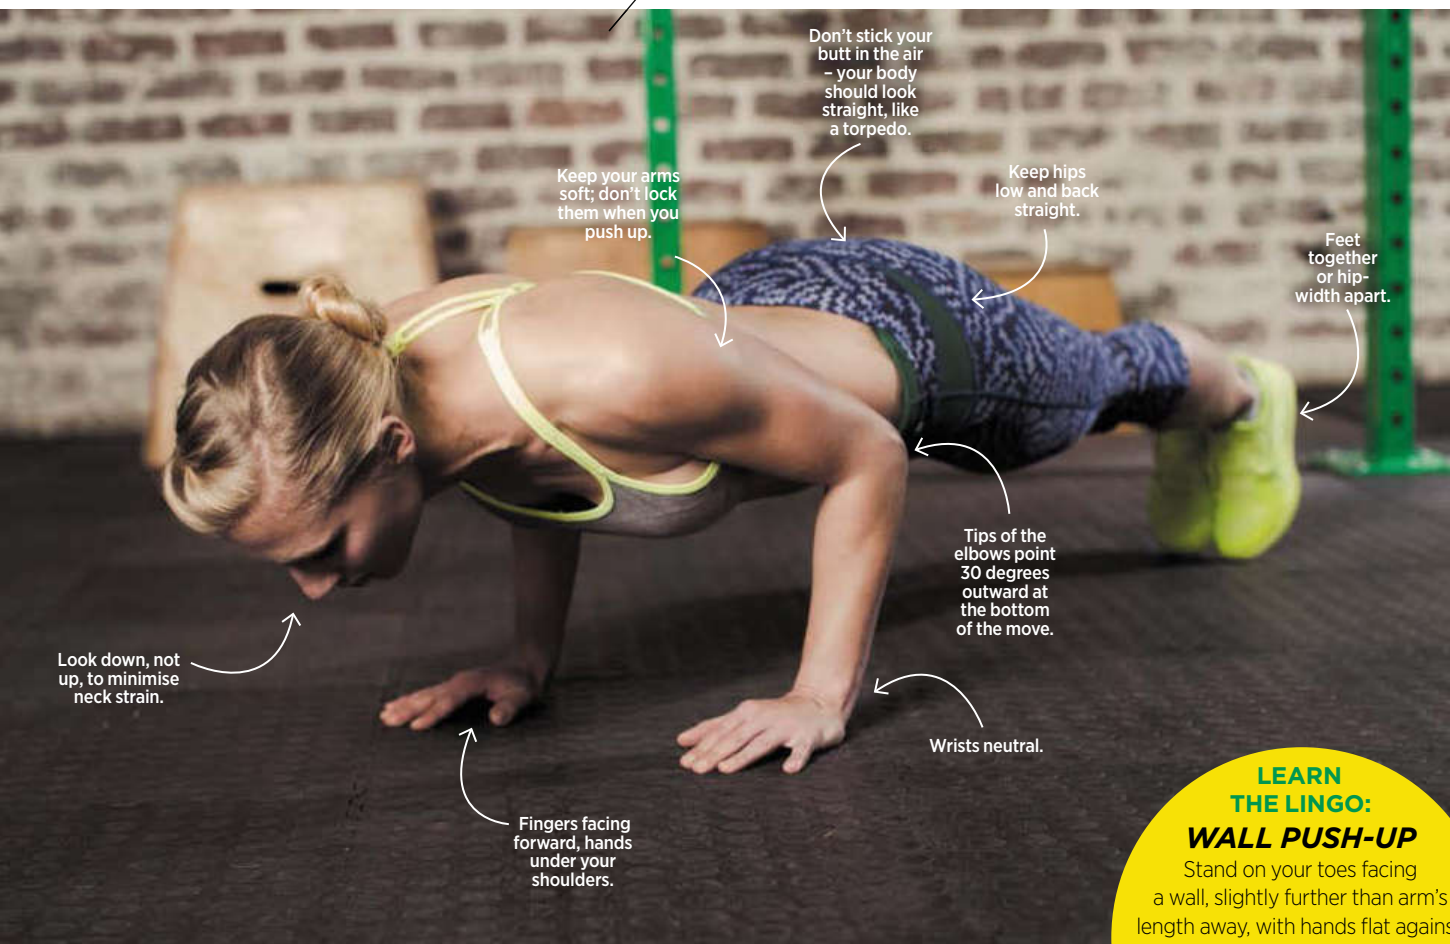 Don't stick your
butt in the air
– your body
should look
straight, like
a torpedo.
Keep your arms
soft; don't lock
them when you
push up.
Keep hips
low and back
straight.
Feet
together
or hip-
width apart.
Tips of the
elbows point
30 degrees
outward at
the bottom
of the move.
Look down, not
up, to minimise
neck strain.
Wrists neutral.
Fingers facing
forward, hands
under your
shoulders.
LEARN
THE LINGO:
WALL PUSH-UP
Stand on your toes facing
a wall, slightly further than arm's
length away, with hands flat